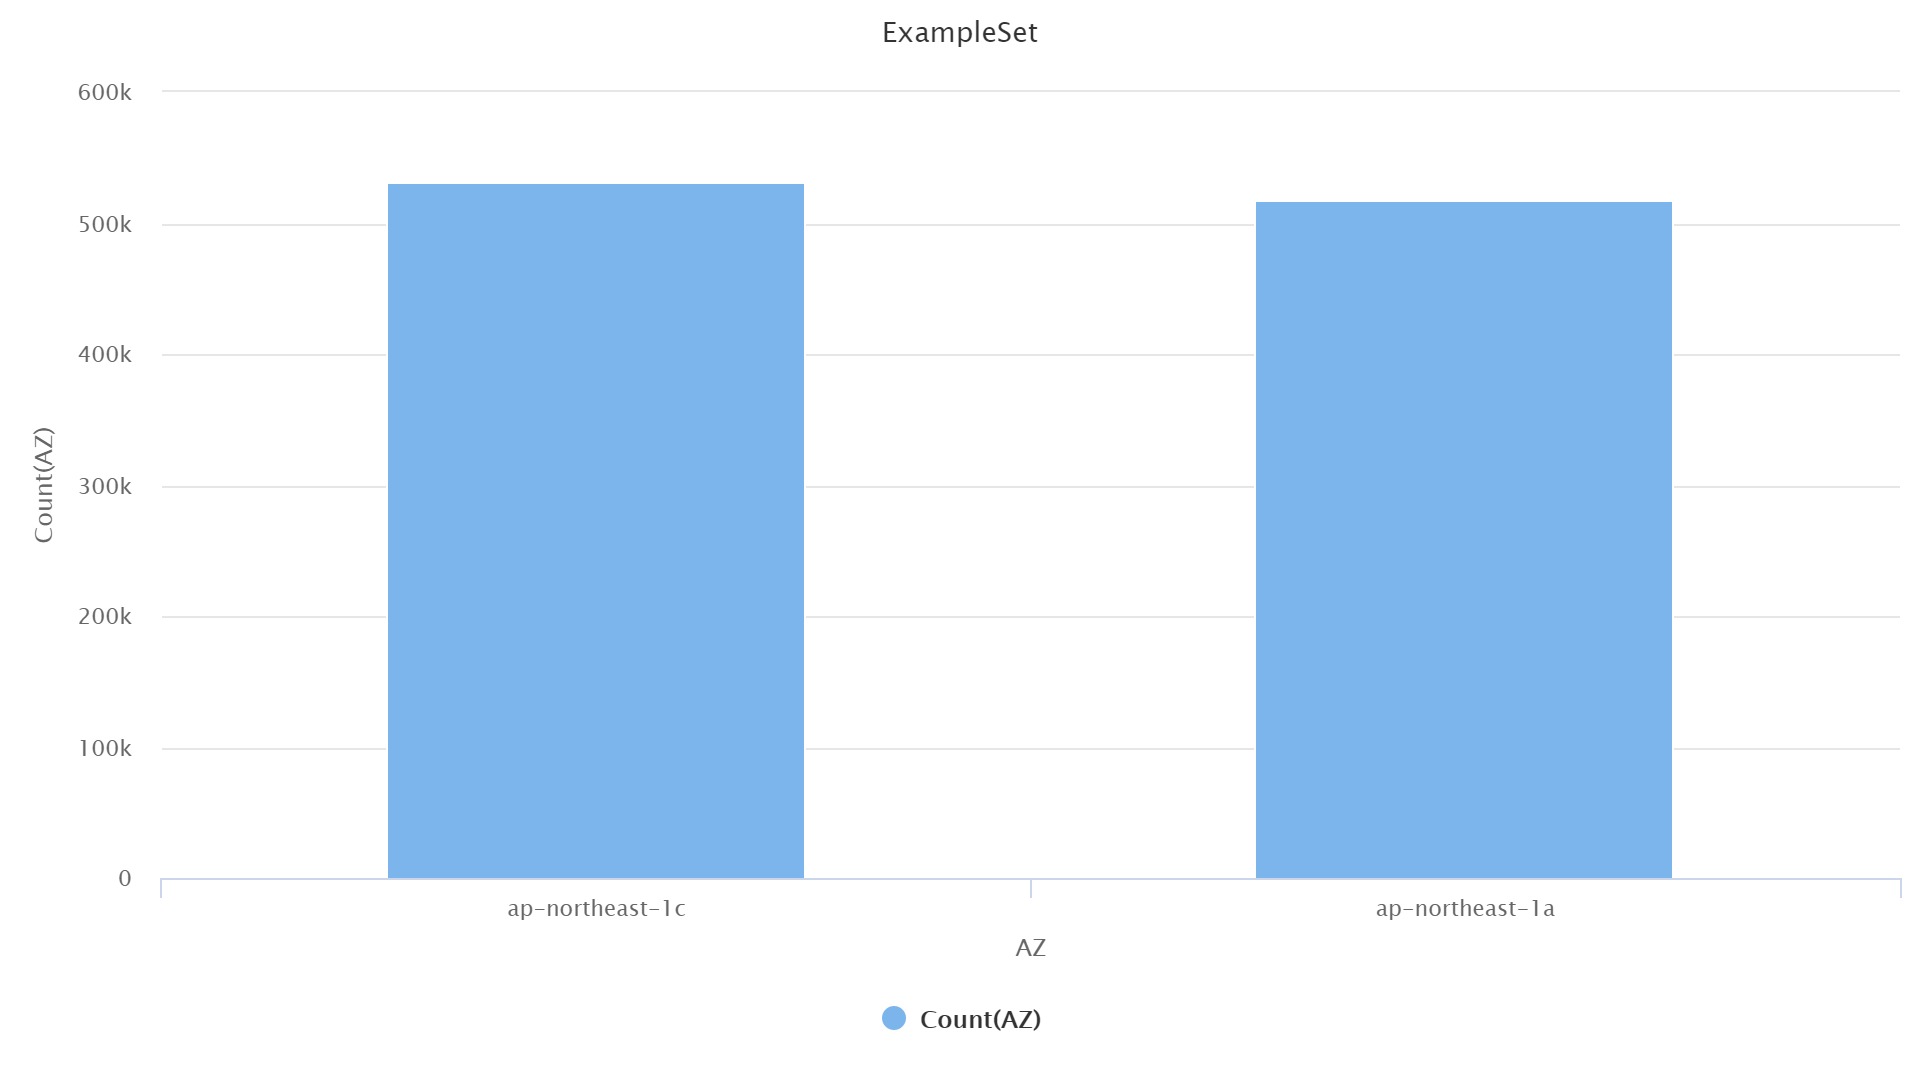 ExampleSet
600k
500k
400k
300k
200k
100k
0
Count(AZ)
ap-northeast-1c
ap-northeast-1a
AZ
Count(AZ)